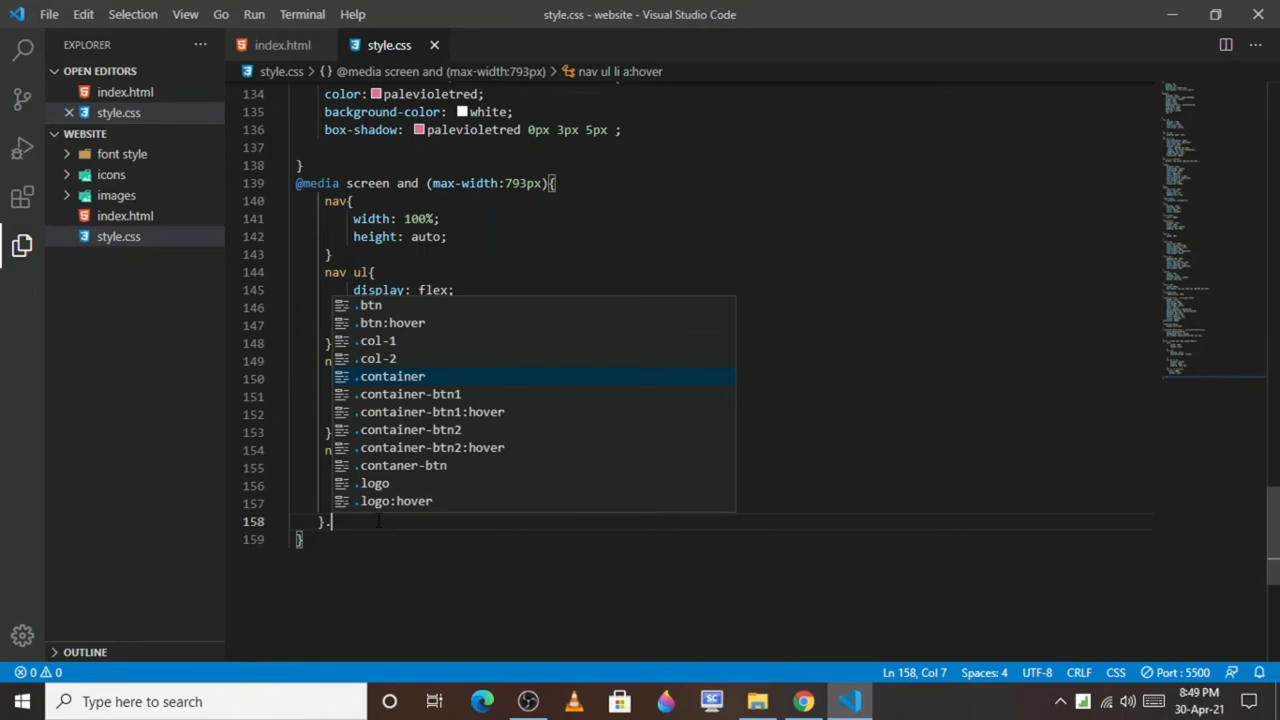 File Edit Selection View Go Run Terminal Help style.css - website - Visual Studio Code
EXPLORER
OPEN EDITORS
index.html
style.css
WEBSITE
font style
icons
images
index.html
style.css
OUTLINE
index.html style.css
style.css > {} @media screen and (max-width:793px) > nav ul li a:hover
134 color: palevioletred;
135 background-color: white;
136 box-shadow: palevioletred 0px 3px 5px ;
137
138 }
139 @media screen and (max-width:793px){
140 nav{
141 width: 100%;
142 height: auto;
143 }
144 nav ul{
145 display: flex;
146 .btn
147 .btn:hover
148 } .col-1
149 n .col-2
150 .container
151 .container-btn1
152 .container-btn1:hover
153 } .container-btn2
154 n .container-btn2:hover
155 .contaner-btn
156 .logo
157 .logo:hover
158 }.
159 }
0 0 Ln 158, Col 7 Spaces: 4 UTF-8 CRLF CSS Port : 5500
Type here to search
SC
8:49 PM
30-Apr-21